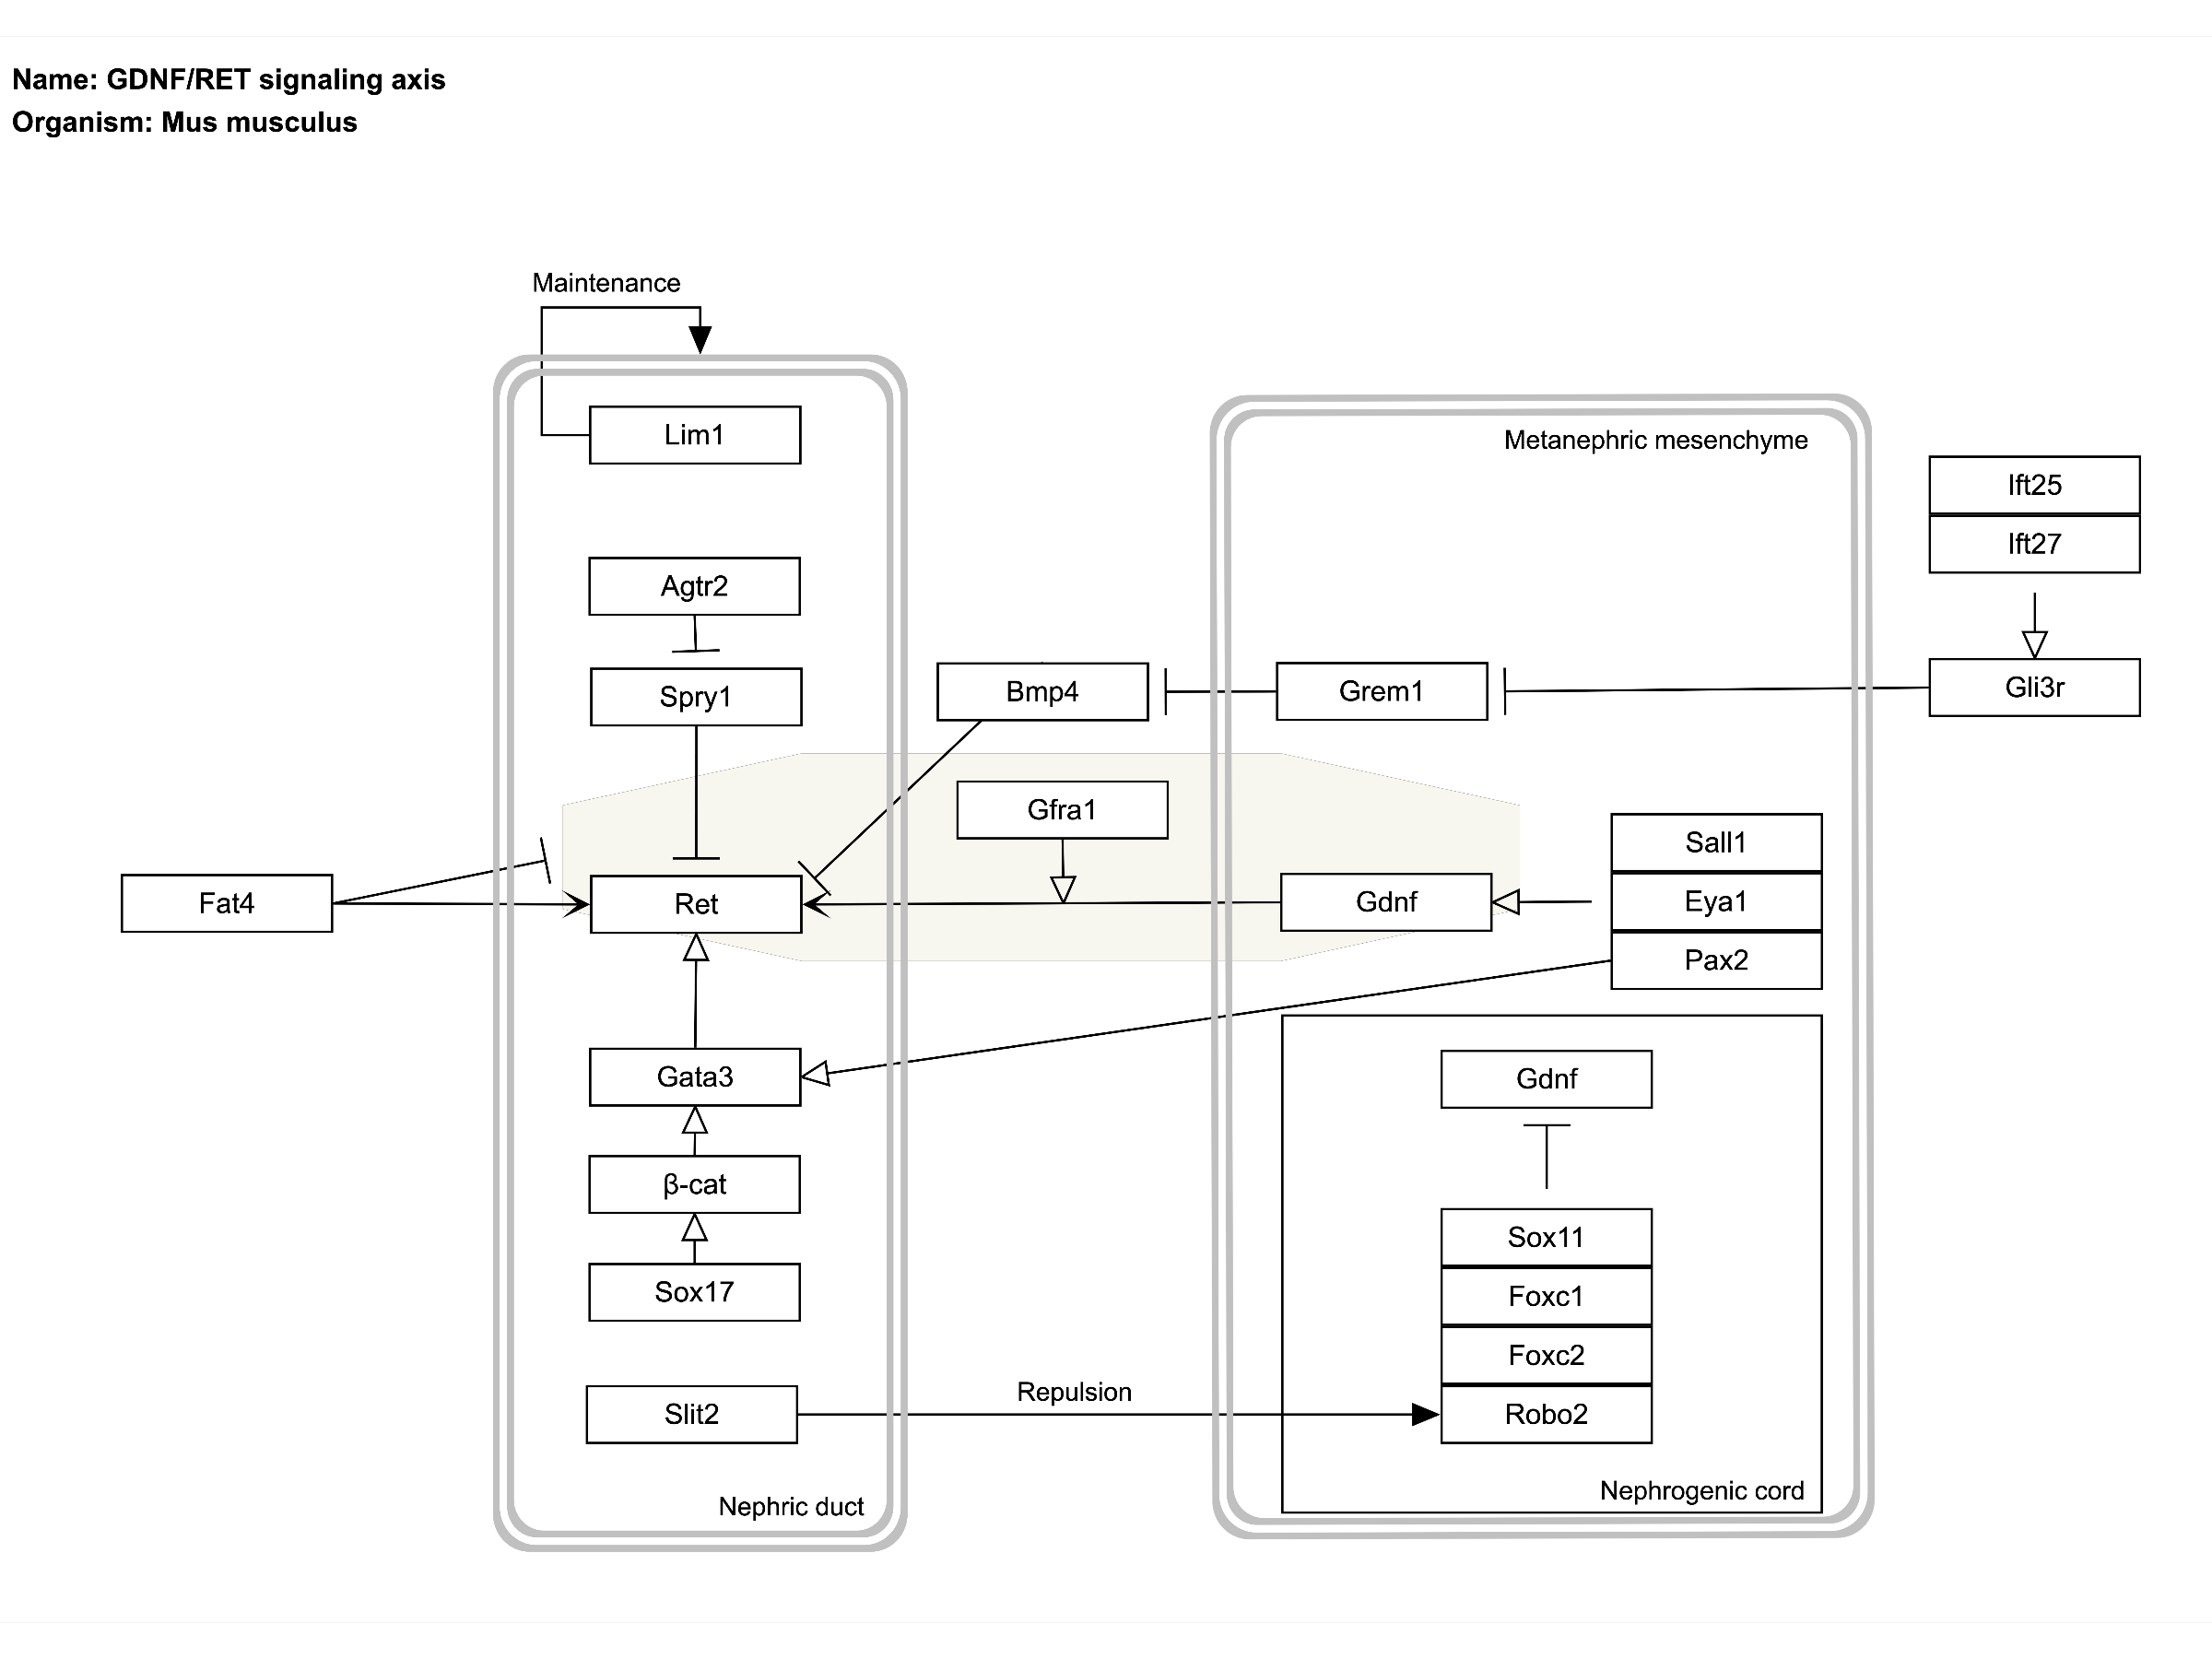 Name: GDNF/RET signaling axis
Organism: Mus musculus
Maintenance
Lim1
Metanephric mesenchyme
Ift25
Ift27
Agtr2
Spry1
Bmp4
Grem1
Gli3r
Gfra1
Sall1
Fat4
Ret
Gdnf
Eya1
Pax2
Gata3
Gdnf
β-cat
Sox11
Sox17
Foxc1
Foxc2
Slit2
Repulsion
Robo2
Nephric duct
Nephrogenic cord